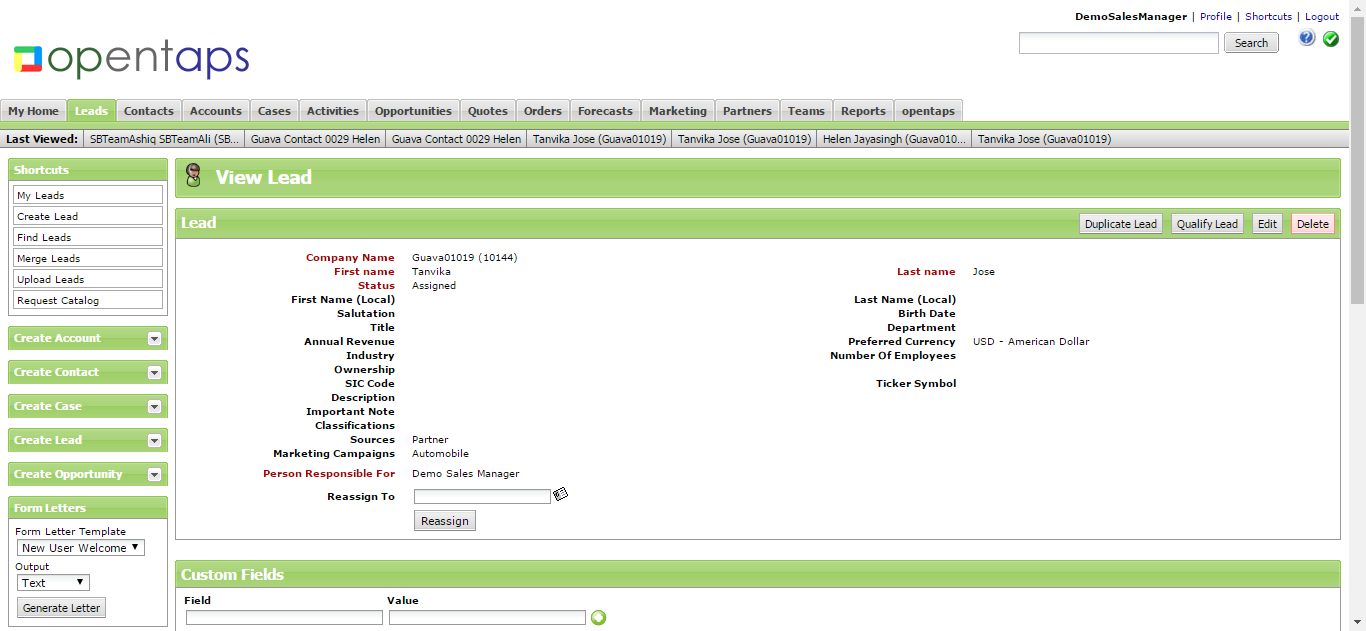 DemoSalesManager | Profile | Shortcuts | Logout
Search
opentaps
My Home Leads Contacts Accounts Cases Activities Opportunities Quotes Orders Forecasts Marketing Partners Teams Reports opentaps
Last Viewed: SBTeamAshiq SBTeamAli (SB... Guava Contact 0029 Helen Guava Contact 0029 Helen Tanvika Jose (Guava01019) Tanvika Jose (Guava01019) Helen Jayasingh (Guava010... Tanvika Jose (Guava01019)
Shortcuts
My Leads
Create Lead
Find Leads
Merge Leads
Upload Leads
Request Catalog
Create Account
Create Contact
Create Case
Create Lead
Create Opportunity
Form Letters
Form Letter Template
New User Welcome
Output
Text
Generate Letter
View Lead
Lead
Duplicate Lead Qualify Lead Edit Delete
Company Name Guava01019 (10144)
First name Tanvika Last name Jose
Status Assigned
First Name (Local) Last Name (Local)
Salutation Birth Date
Title Department
Annual Revenue Preferred Currency USD - American Dollar
Industry Number Of Employees
Ownership
SIC Code Ticker Symbol
Description
Important Note
Classifications
Sources Partner
Marketing Campaigns Automobile
Person Responsible For Demo Sales Manager
Reassign To
Reassign
Custom Fields
Field Value